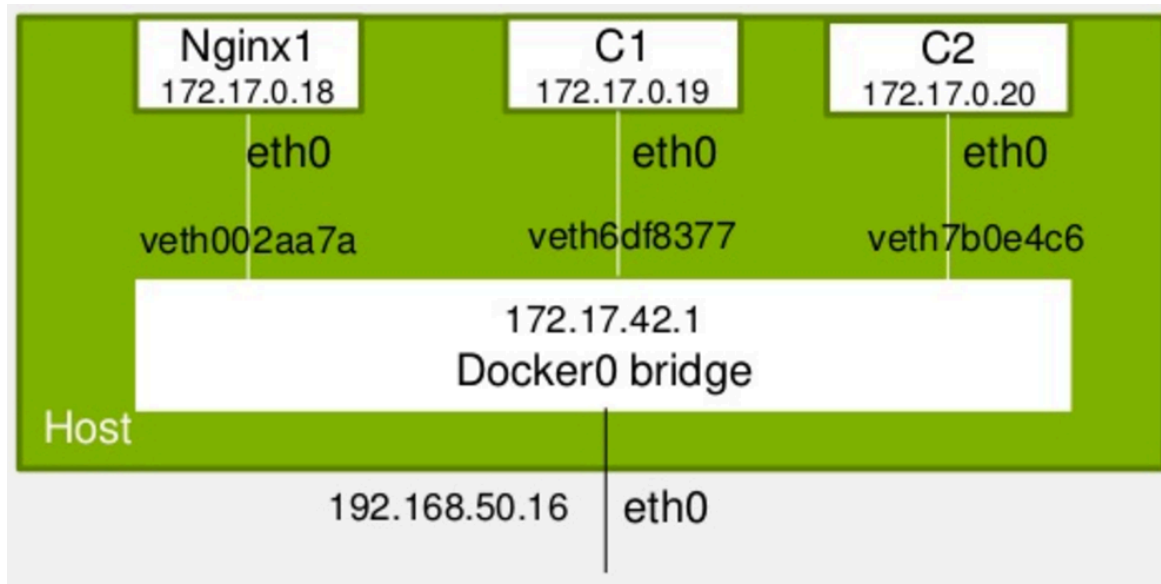 Nginx1
172.17.0.18
C1
172.17.0.19
C2
172.17.0.20
eth0
eth0
eth0
veth002aa7a
veth6df8377
veth7b0e4c6
172.17.42.1
Docker0 bridge
Host
192.168.50.16
eth0